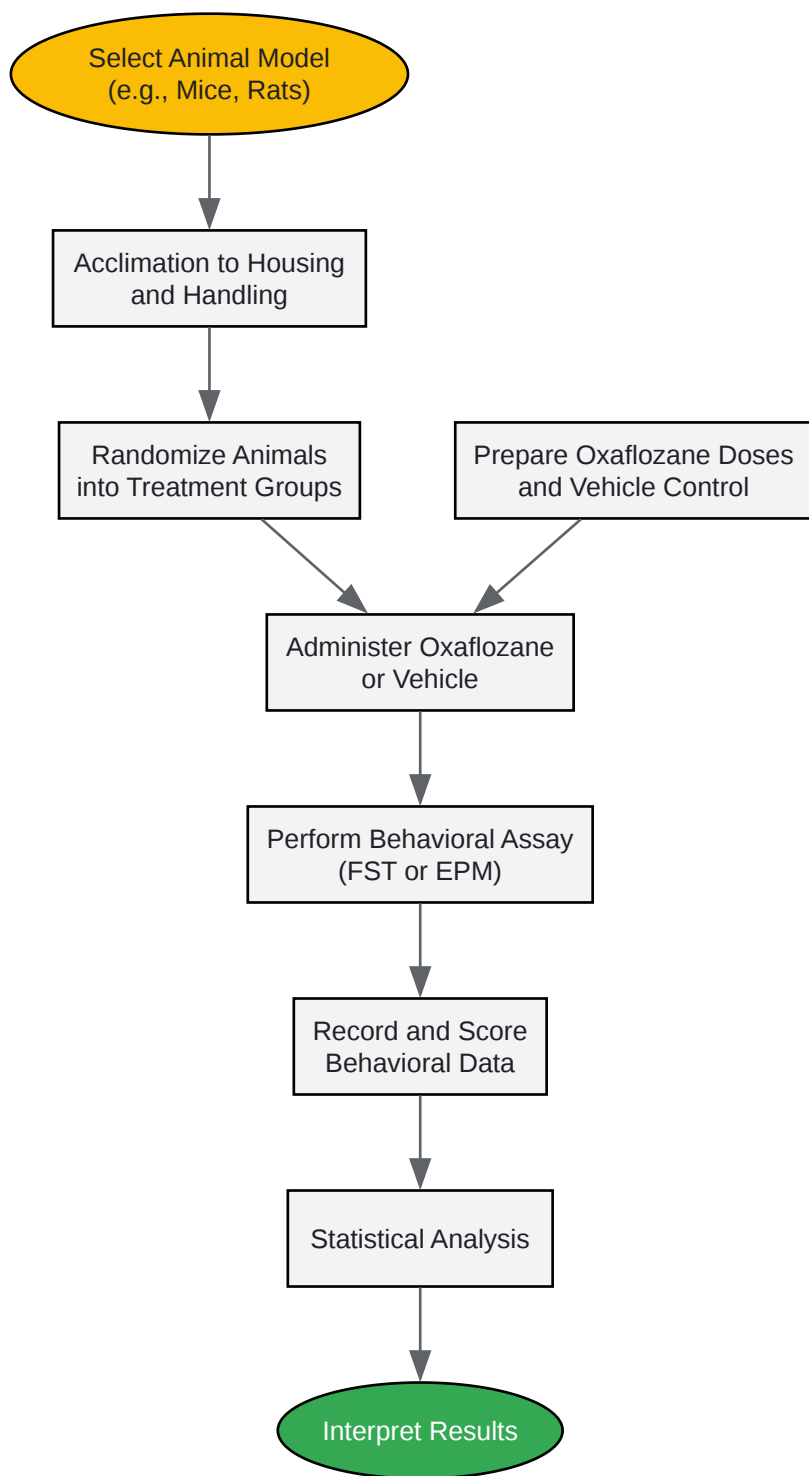 Select Animal Model
(e.g., Mice, Rats)
Acclimation to Housing
and Handling
Randomize Animals
into Treatment Groups
Prepare Oxaflozane Doses
and Vehicle Control
Administer Oxaflozane
or Vehicle
Perform Behavioral Assay
(FST or EPM)
Record and Score
Behavioral Data
Statistical Analysis
Interpret Results